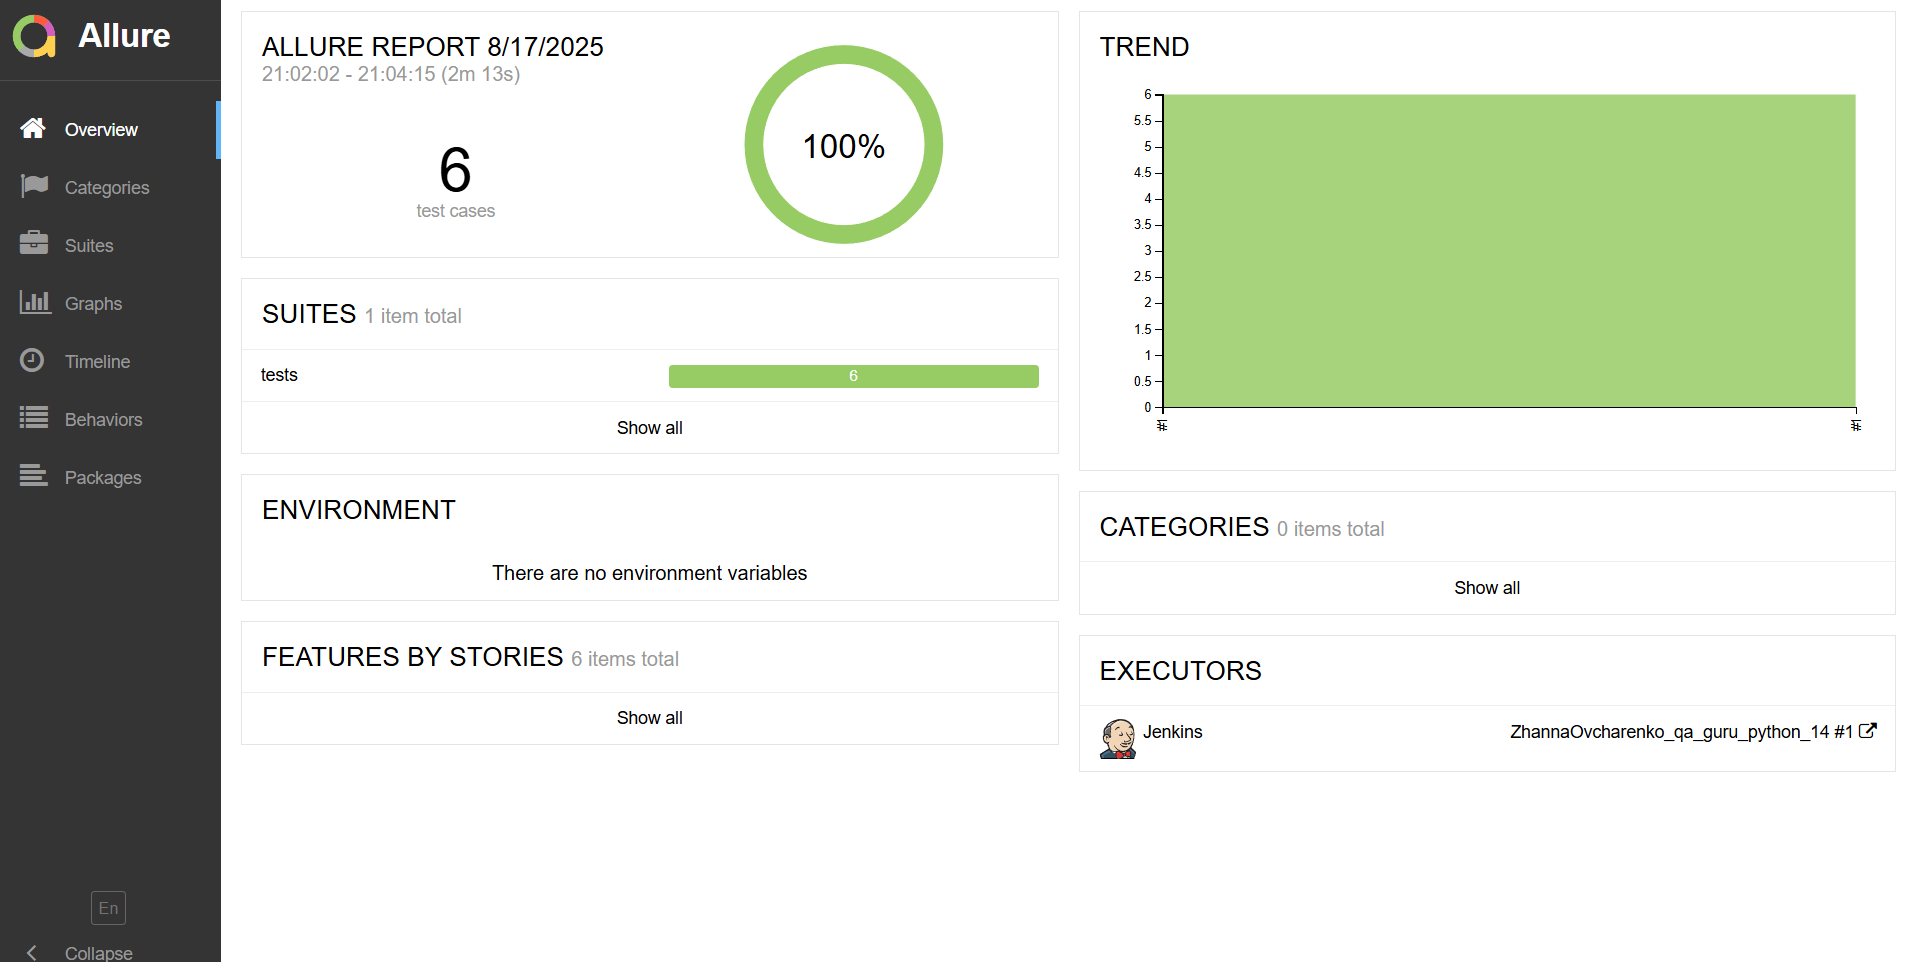 Allure
Overview
Categories
Suites
Graphs
Timeline
Behaviors
Packages
En
Collapse
ALLURE REPORT 8/17/2025
21:02:02 - 21:04:15 (2m 13s)
6
test cases
100%
SUITES 1 item total
tests
6
Show all
ENVIRONMENT
There are no environment variables
FEATURES BY STORIES 6 items total
Show all
TREND
6
5.5
5
4.5
4
3.5
3
2.5
2
1.5
1
0.5
0
CATEGORIES 0 items total
Show all
EXECUTORS
Jenkins
ZhannaOvcharenko_qa_guru_python_14 #1